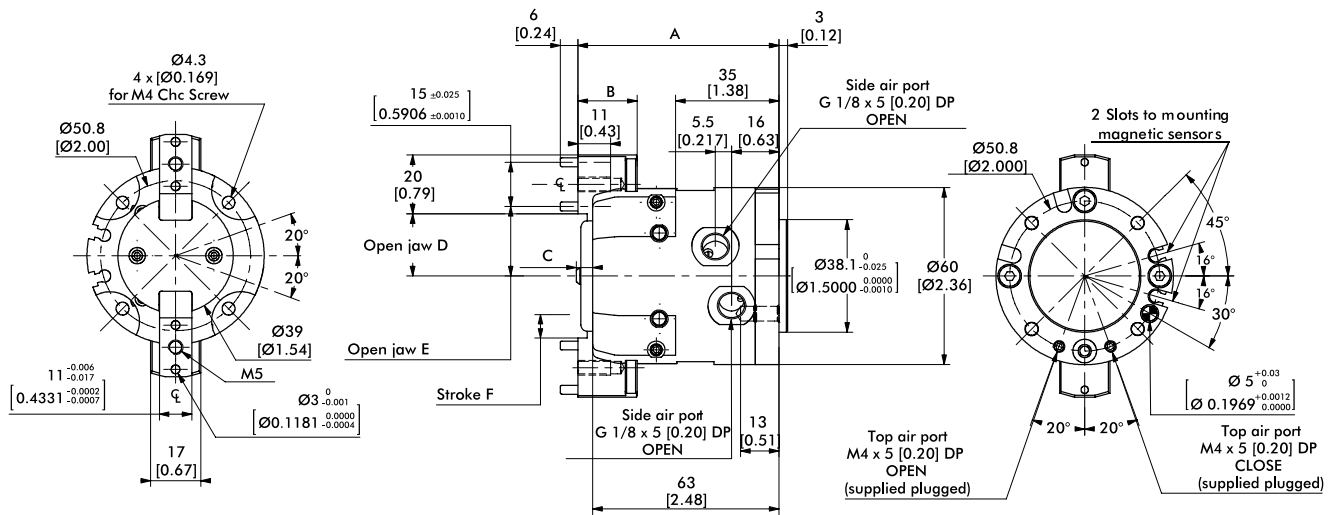 Ø4.3
4 x [Ø0.169]
for M4 Chc Screw
Ø50.8
[Ø2.00]
20°
20°
Ø39
[Ø1.54]
M5
11 -0.006 -0.017
[0.4331 -0.0002 -0.0007]
℄
Ø3 0 -0.001
[Ø0.1181 0.0000 -0.0004]
17
[0.67]
6
[0.24]
A
3
[0.12]
15 ±0.025
[0.5906 ±0.0010]
B
35
[1.38]
11
[0.43]
5.5
[0.217]
16
[0.63]
Side air port
G 1/8 x 5 [0.20] DP
OPEN
20
[0.79]
℄
Open jaw D
C
Open jaw E
Stroke F
Ø38.1 0 -0.025
[Ø1.5000 0.0000 -0.0010]
Ø60
[Ø2.36]
Side air port
G 1/8 x 5 [0.20] DP
OPEN
13
[0.51]
63
[2.48]
2 Slots to mounting
magnetic sensors
Ø50.8
[Ø2.000]
45°
16°
16°
30°
Ø 5 +0.03 0
[Ø 0.1969 +0.0012 0.0000]
20°
20°
Top air port
M4 x 5 [0.20] DP
OPEN
(supplied plugged)
Top air port
M4 x 5 [0.20] DP
CLOSE
(supplied plugged)